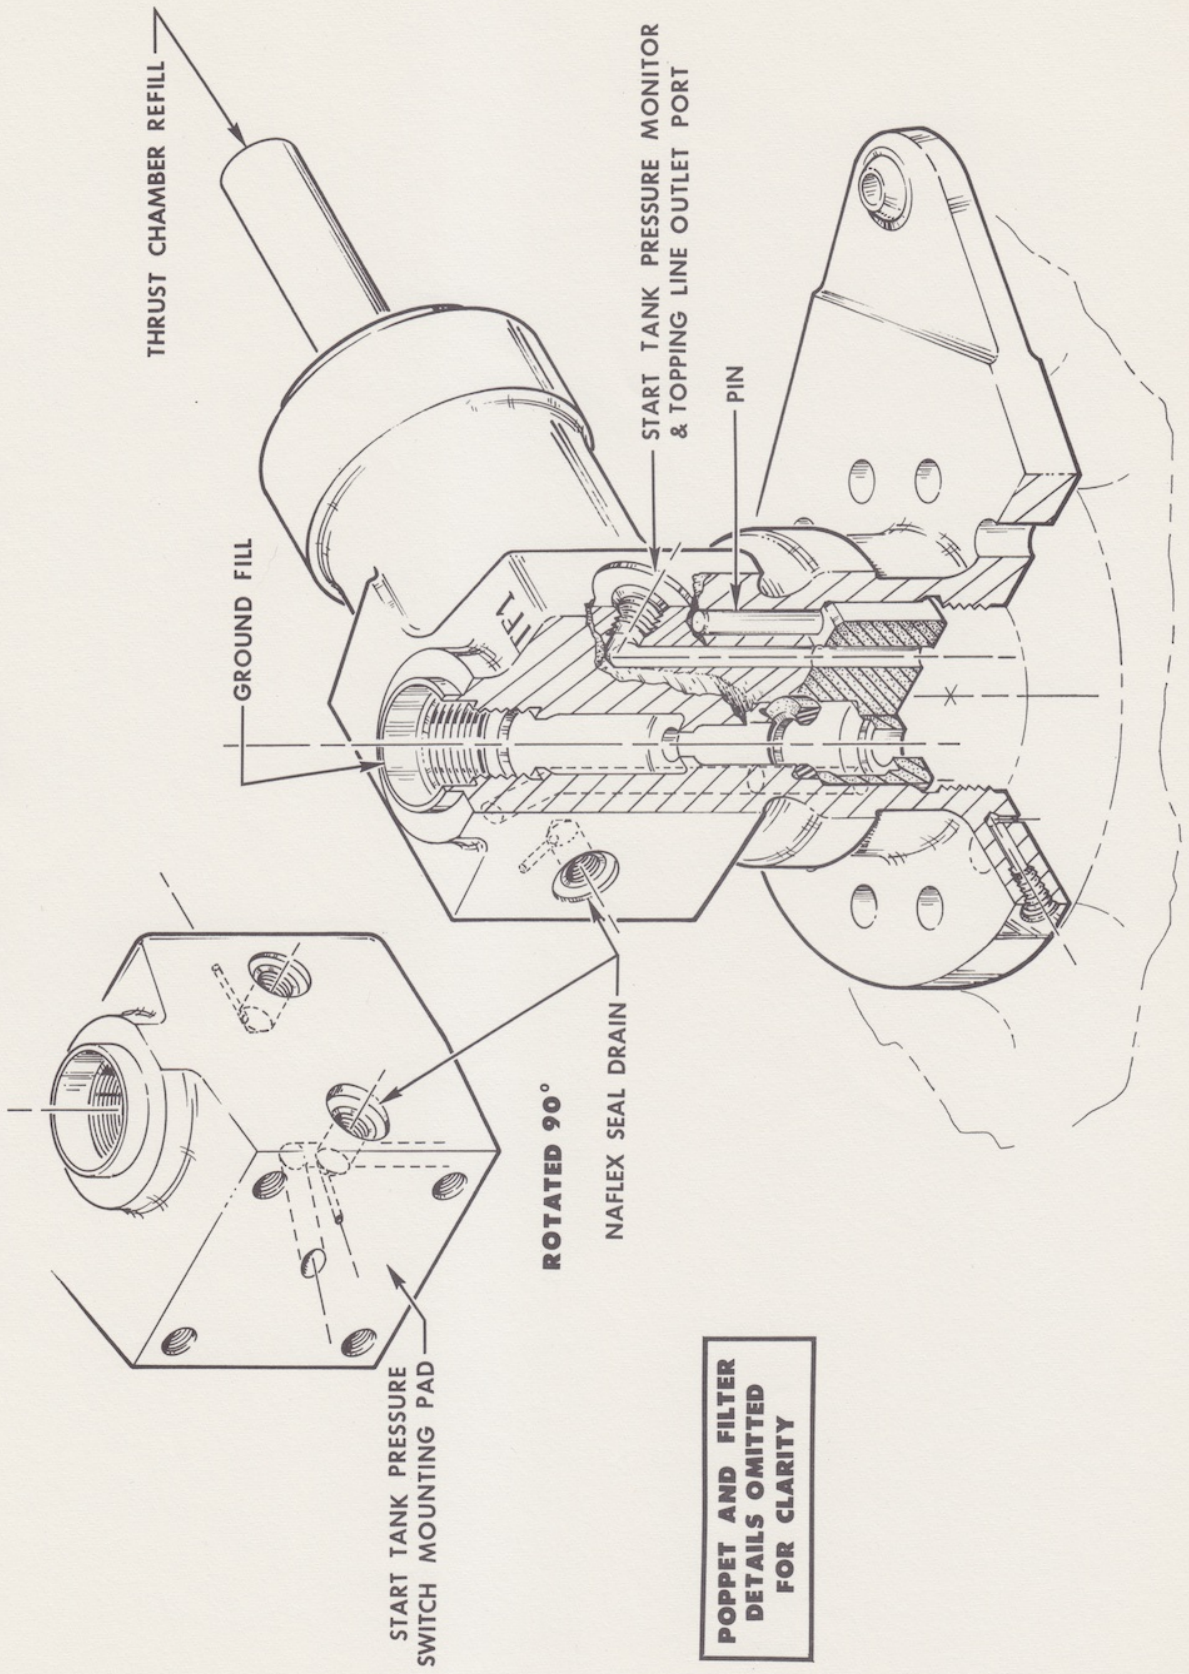 THRUST CHAMBER REFILL
GROUND FILL
START TANK PRESSURE
SWITCH MOUNTING PAD
ROTATED 90°
NAFLEX SEAL DRAIN
START TANK PRESSURE MONITOR
& TOPPING LINE OUTLET PORT
PIN
POPPET AND FILTER
DETAILS OMITTED
FOR CLARITY